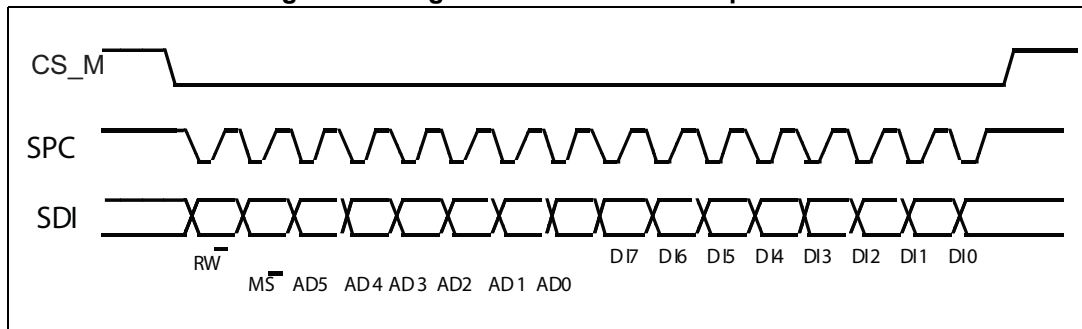 CS_M
SPC
SDI
RW DI7 DI6 DI5 DI4 DI3 DI2 DI1 DI0
MS AD5 AD4 AD3 AD2 AD1 AD0